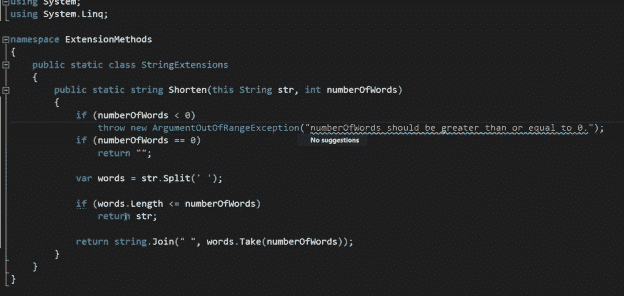 using System;
using System.Linq;
namespace ExtensionMethods
{
public static class StringExtensions
{
public static string Shorten(this String str, int numberOfWords)
{
if (numberOfWords < 0)
throw new ArgumentOutOfRangeException("numberOfWords should be greater than or equal to 0.");
if (numberOfWords == 0)
No suggestions
return "";
var words = str.Split(' ');
if (words.Length <= numberOfWords)
return str;
return string.Join(" ", words.Take(numberOfWords));
}
}
}